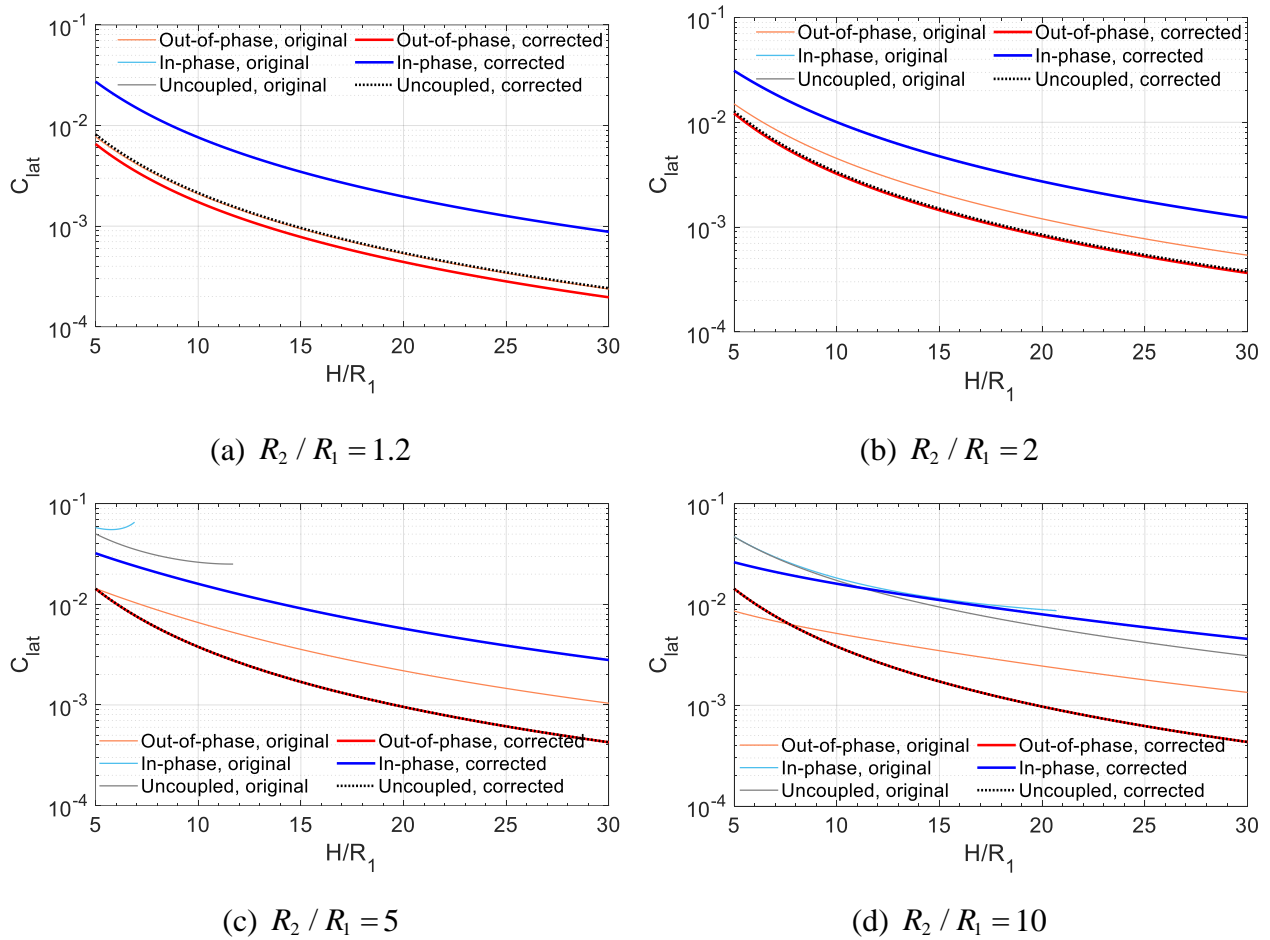 10^-1
10^-2
10^-3
10^-4
C_lat
Out-of-phase, original Out-of-phase, corrected
In-phase, original In-phase, corrected
Uncoupled, original Uncoupled, corrected
5 10 15 20 25 30
H/R_1
(a) R_2 / R_1 = 1.2
10^-1
10^-2
10^-3
10^-4
C_lat
Out-of-phase, original Out-of-phase, corrected
In-phase, original In-phase, corrected
Uncoupled, original Uncoupled, corrected
5 10 15 20 25 30
H/R_1
(b) R_2 / R_1 = 2
10^-1
10^-2
10^-3
10^-4
C_lat
Out-of-phase, original Out-of-phase, corrected
In-phase, original In-phase, corrected
Uncoupled, original Uncoupled, corrected
5 10 15 20 25 30
H/R_1
(c) R_2 / R_1 = 5
10^-1
10^-2
10^-3
10^-4
C_lat
Out-of-phase, original Out-of-phase, corrected
In-phase, original In-phase, corrected
Uncoupled, original Uncoupled, corrected
5 10 15 20 25 30
H/R_1
(d) R_2 / R_1 = 10